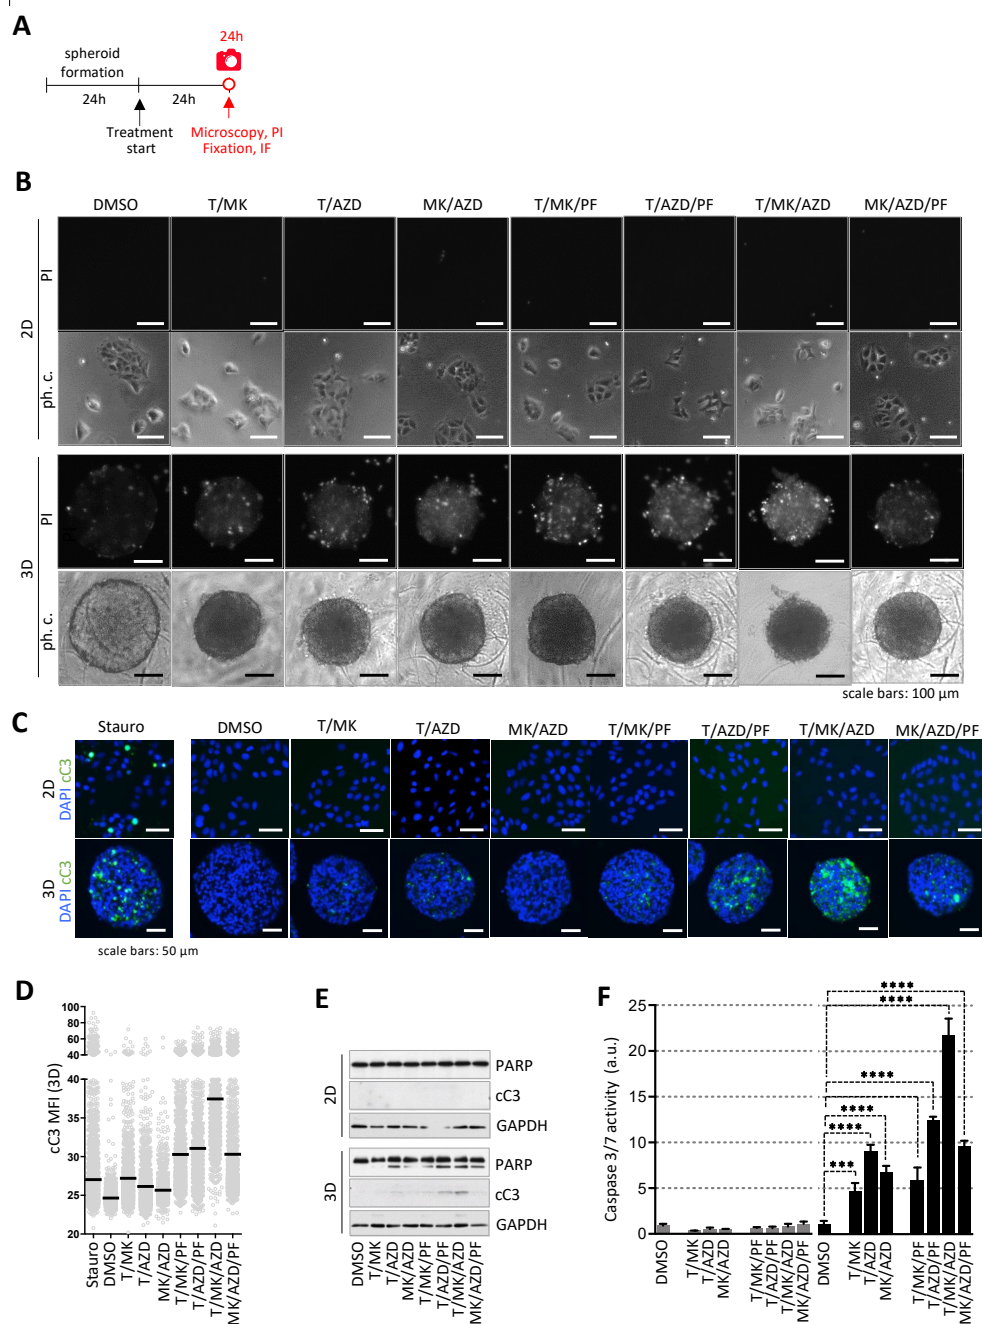 A
24h
spheroid
formation
24h
24h
Treatment
start
Microscopy, PI
Fixation, IF
B
DMSO
T/MK
T/AZD
MK/AZD
T/MK/PF
T/AZD/PF
T/MK/AZD
MK/AZD/PF
2D
PI
ph. c.
3D
PI
ph. c.
scale bars: 100 µm
C
Stauro
DMSO
T/MK
T/AZD
MK/AZD
T/MK/PF
T/AZD/PF
T/MK/AZD
MK/AZD/PF
2D
DAPI cC3
3D
DAPI cC3
scale bars: 50 µm
D
cC3 MFI (3D)
100
80
60
40
40
35
30
25
20
Stauro
DMSO
T/MK
T/AZD
MK/AZD
T/MK/PF
T/AZD/PF
T/MK/AZD
MK/AZD/PF
E
2D
PARP
cC3
GAPDH
3D
PARP
cC3
GAPDH
DMSO
T/MK
T/AZD
MK/AZD
T/MK/PF
T/AZD/PF
T/MK/AZD
MK/AZD/PF
F
Caspase 3/7 activity (a.u.)
25
20
15
10
5
0
****
****
****
****
****
***
DMSO
T/MK
T/AZD
MK/AZD
T/MK/PF
T/AZD/PF
T/MK/AZD
MK/AZD/PF
DMSO
T/MK
T/AZD
MK/AZD
T/MK/PF
T/AZD/PF
T/MK/AZD
MK/AZD/PF